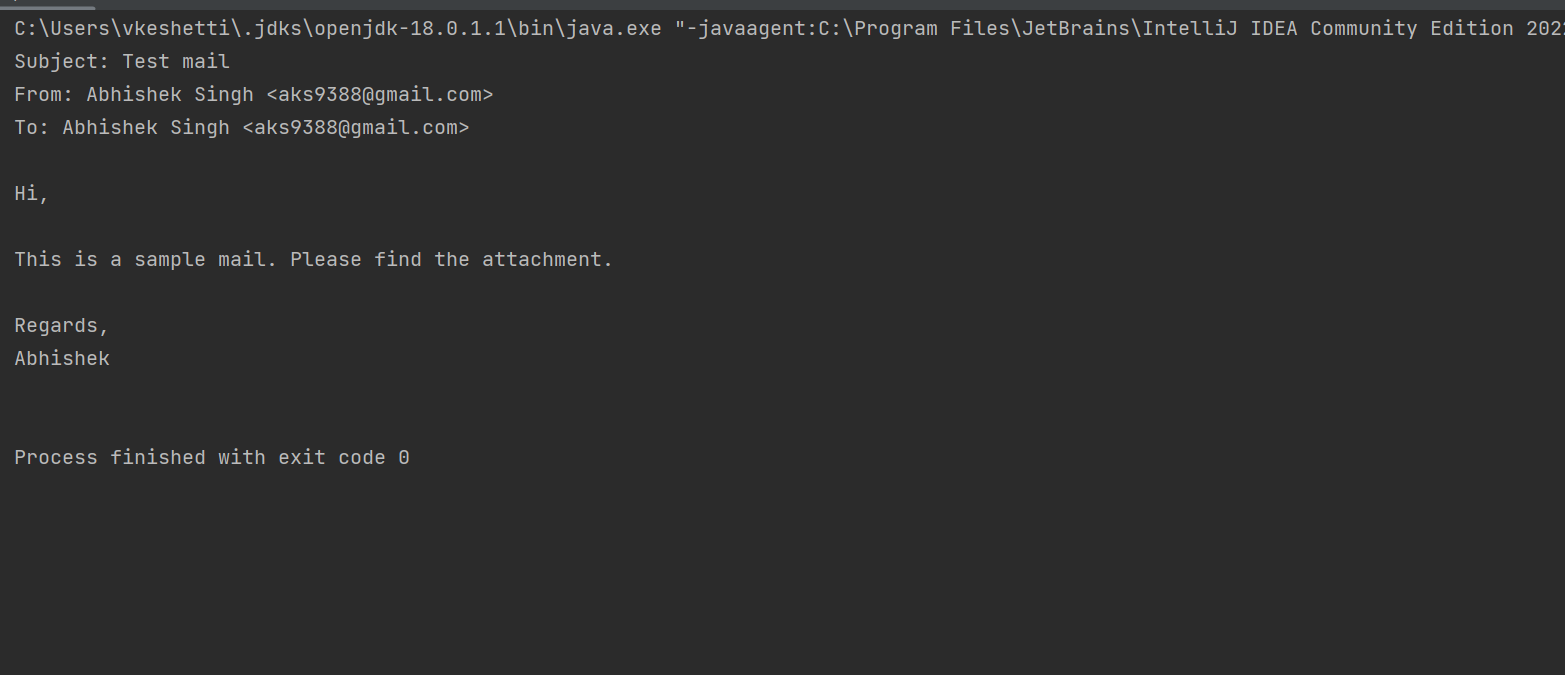 C:\Users\vkeshetti\.jdks\openjdk-18.0.1.1\bin\java.exe "-javaagent:C:\Program Files\JetBrains\IntelliJ IDEA Community Edition 202
Subject: Test mail
From: Abhishek Singh <aks9388@gmail.com>
To: Abhishek Singh <aks9388@gmail.com>
Hi,
This is a sample mail. Please find the attachment.
Regards,
Abhishek
Process finished with exit code 0